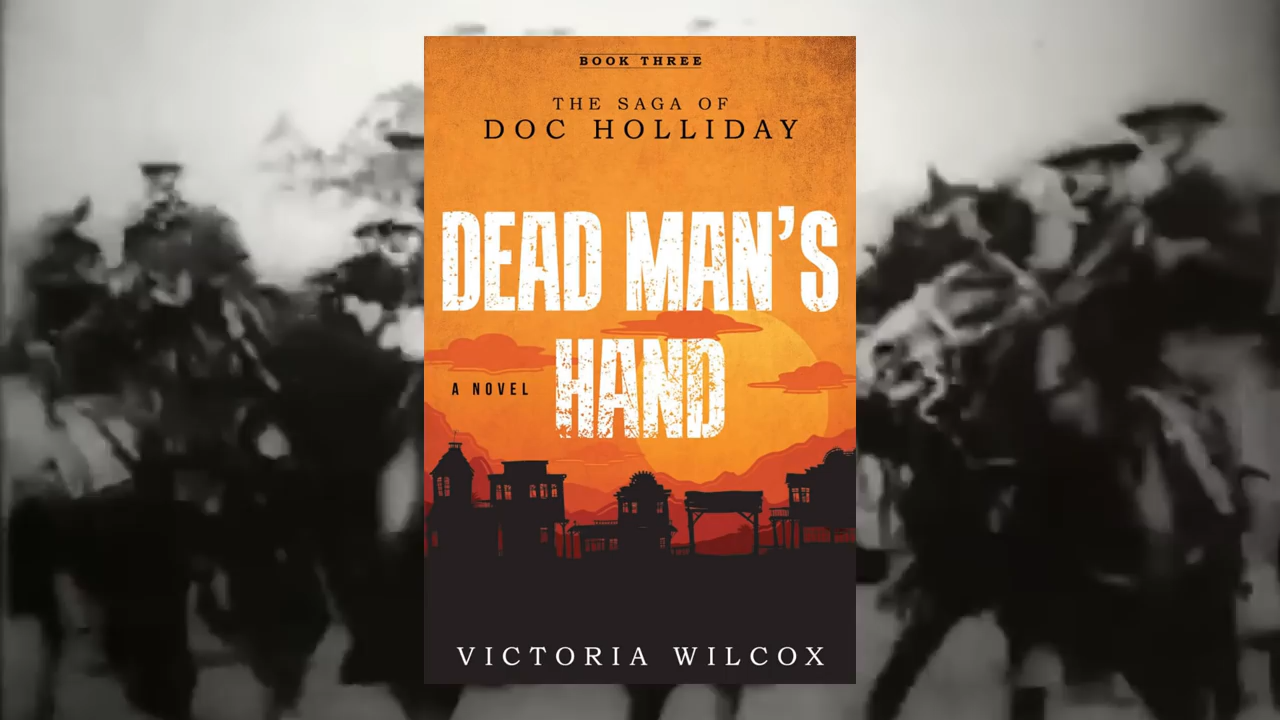 BOOK THREE
THE SAGA OF
DOC HOLLIDAY
DEAD MAN’S
HAND
A NOVEL
VICTORIA WILCOX